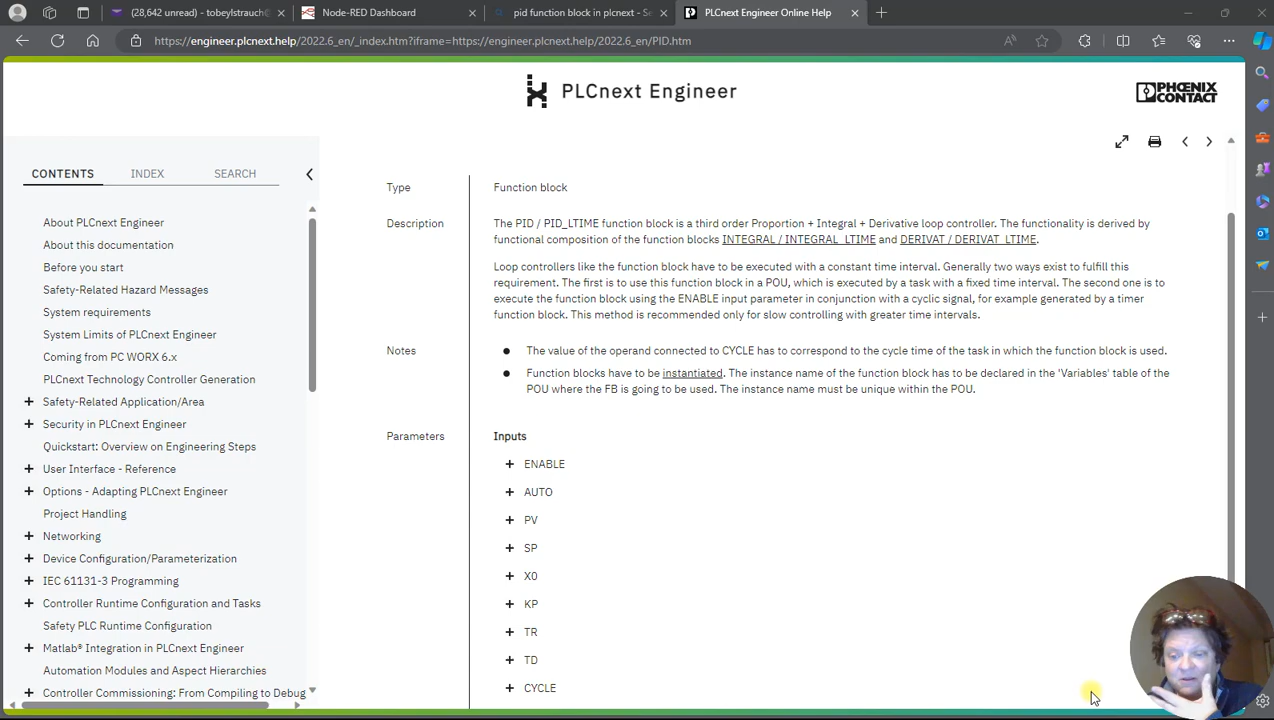 (28,642 unread) - tobeylstrauch@
Node-RED Dashboard
pid function block in plcnext - Se
PLCnext Engineer Online Help
https://engineer.plcnext.help/2022.6_en/_index.htm?iframe=https://engineer.plcnext.help/2022.6_en/PID.htm
PLCnext Engineer
PHŒNIX CONTACT
CONTENTS
INDEX
SEARCH
About PLCnext Engineer
About this documentation
Before you start
Safety-Related Hazard Messages
System requirements
System Limits of PLCnext Engineer
Coming from PC WORX 6.x
PLCnext Technology Controller Generation
Safety-Related Application/Area
Security in PLCnext Engineer
Quickstart: Overview on Engineering Steps
User Interface - Reference
Options - Adapting PLCnext Engineer
Project Handling
Networking
Device Configuration/Parameterization
IEC 61131-3 Programming
Controller Runtime Configuration and Tasks
Safety PLC Runtime Configuration
Matlab® Integration in PLCnext Engineer
Automation Modules and Aspect Hierarchies
Controller Commissioning: From Compiling to Debug
Type
Function block
Description
The PID / PID_LTIME function block is a third order Proportion + Integral + Derivative loop controller. The functionality is derived by
functional composition of the function blocks INTEGRAL / INTEGRAL_LTIME and DERIVAT / DERIVAT_LTIME.
Loop controllers like the function block have to be executed with a constant time interval. Generally two ways exist to fulfill this
requirement. The first is to use this function block in a POU, which is executed by a task with a fixed time interval. The second one is to
execute the function block using the ENABLE input parameter in conjunction with a cyclic signal, for example generated by a timer
function block. This method is recommended only for slow controlling with greater time intervals.
Notes
● The value of the operand connected to CYCLE has to correspond to the cycle time of the task in which the function block is used.
● Function blocks have to be instantiated. The instance name of the function block has to be declared in the 'Variables' table of the
POU where the FB is going to be used. The instance name must be unique within the POU.
Parameters
Inputs
ENABLE
AUTO
PV
SP
X0
KP
TR
TD
CYCLE